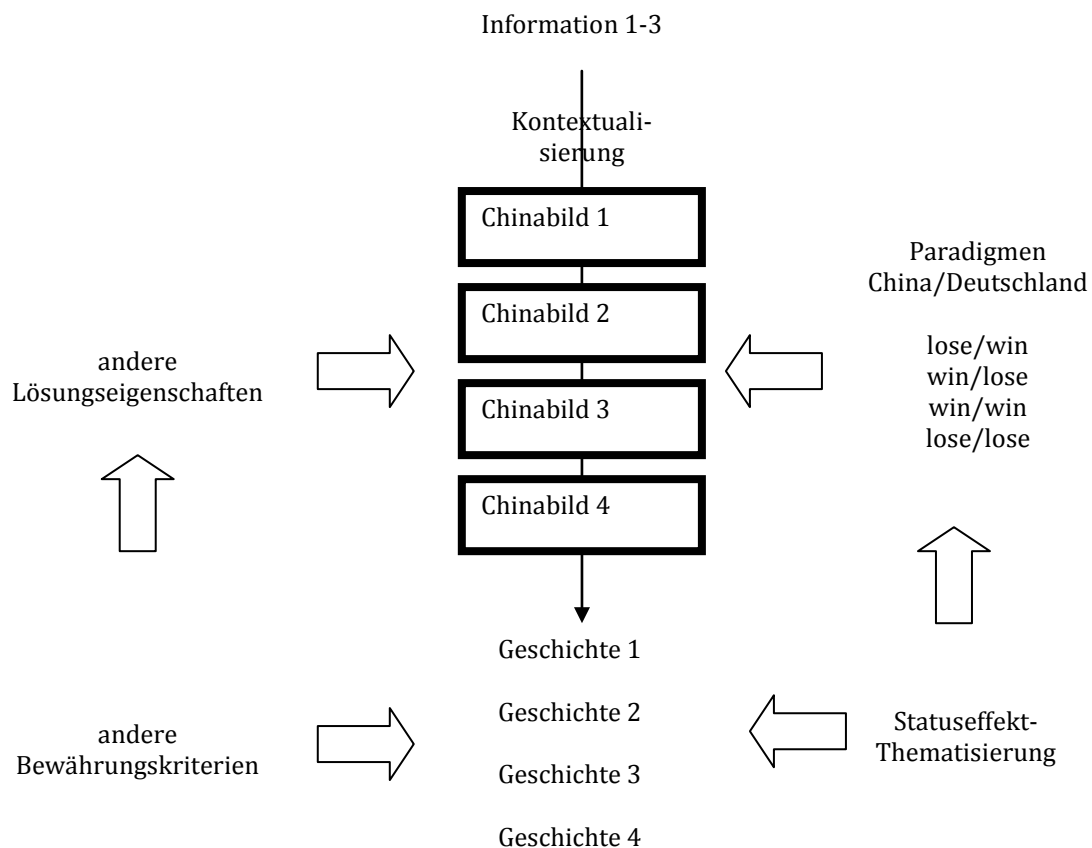 Information 1-3
Kontextuali-
sierung
Chinabild 1
Chinabild 2
Chinabild 3
Chinabild 4
Paradigmen
China/Deutschland
lose/win
win/lose
win/win
lose/lose
andere
Lösungseigenschaften
Geschichte 1
Geschichte 2
Geschichte 3
Geschichte 4
andere
Bewährungskriterien
Statuseffekt-
Thematisierung